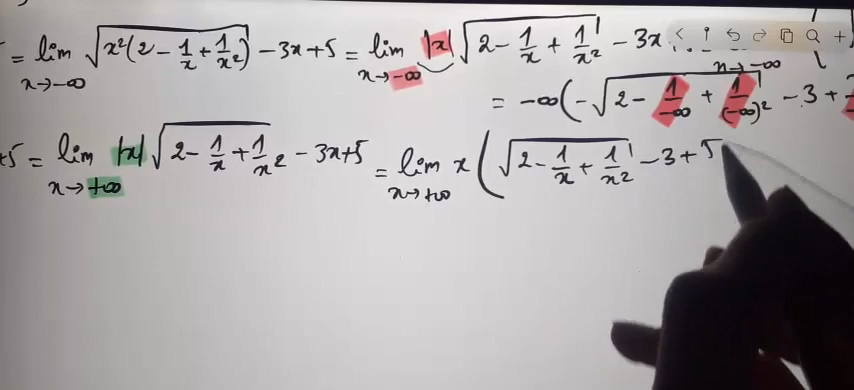 = lim √(x²(2 − 1/x + 1/x²)) − 3x + 5 = lim |x| √(2 − 1/x + 1/x²) − 3x
x → −∞ x → −∞ x → −∞
= −∞(−√(2 − 1/−∞ + 1/(−∞)²) − 3 +
+5 = lim |x| √(2 − 1/x + 1/x²) − 3x + 5 = lim x (√(2 − 1/x + 1/x²) − 3 + 5
x → +∞ x → +∞